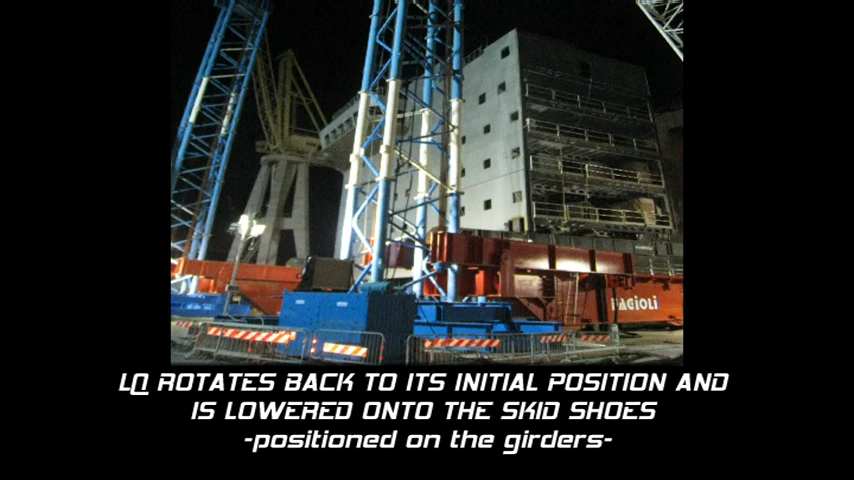 FAGIOLI
LQ ROTATES BACK TO ITS INITIAL POSITION AND
IS LOWERED ONTO THE SKID SHOES
-positioned on the girders-